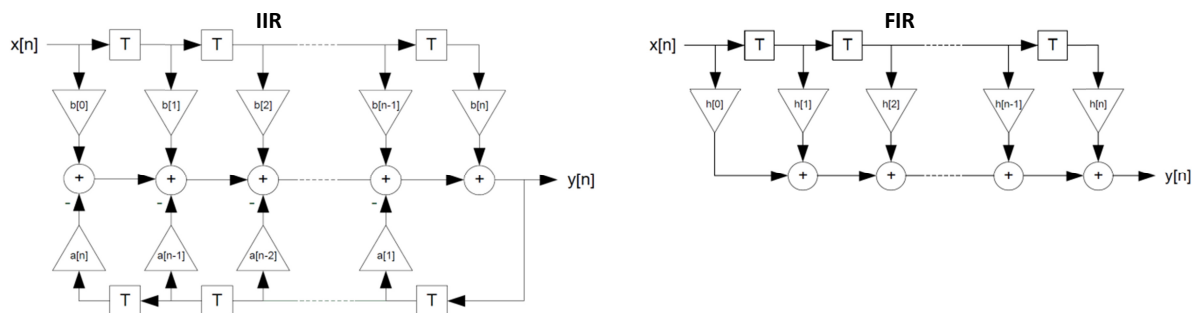 IIR
x[n] T T T
b[0] b[1] b[2] b[n-1] b[n]
+ + + + + y[n]
- - - -
a[n] a[n-1] a[n-2] a[1]
T T T
FIR
x[n] T T T
h[0] h[1] h[2] h[n-1] h[n]
+ + + + y[n]